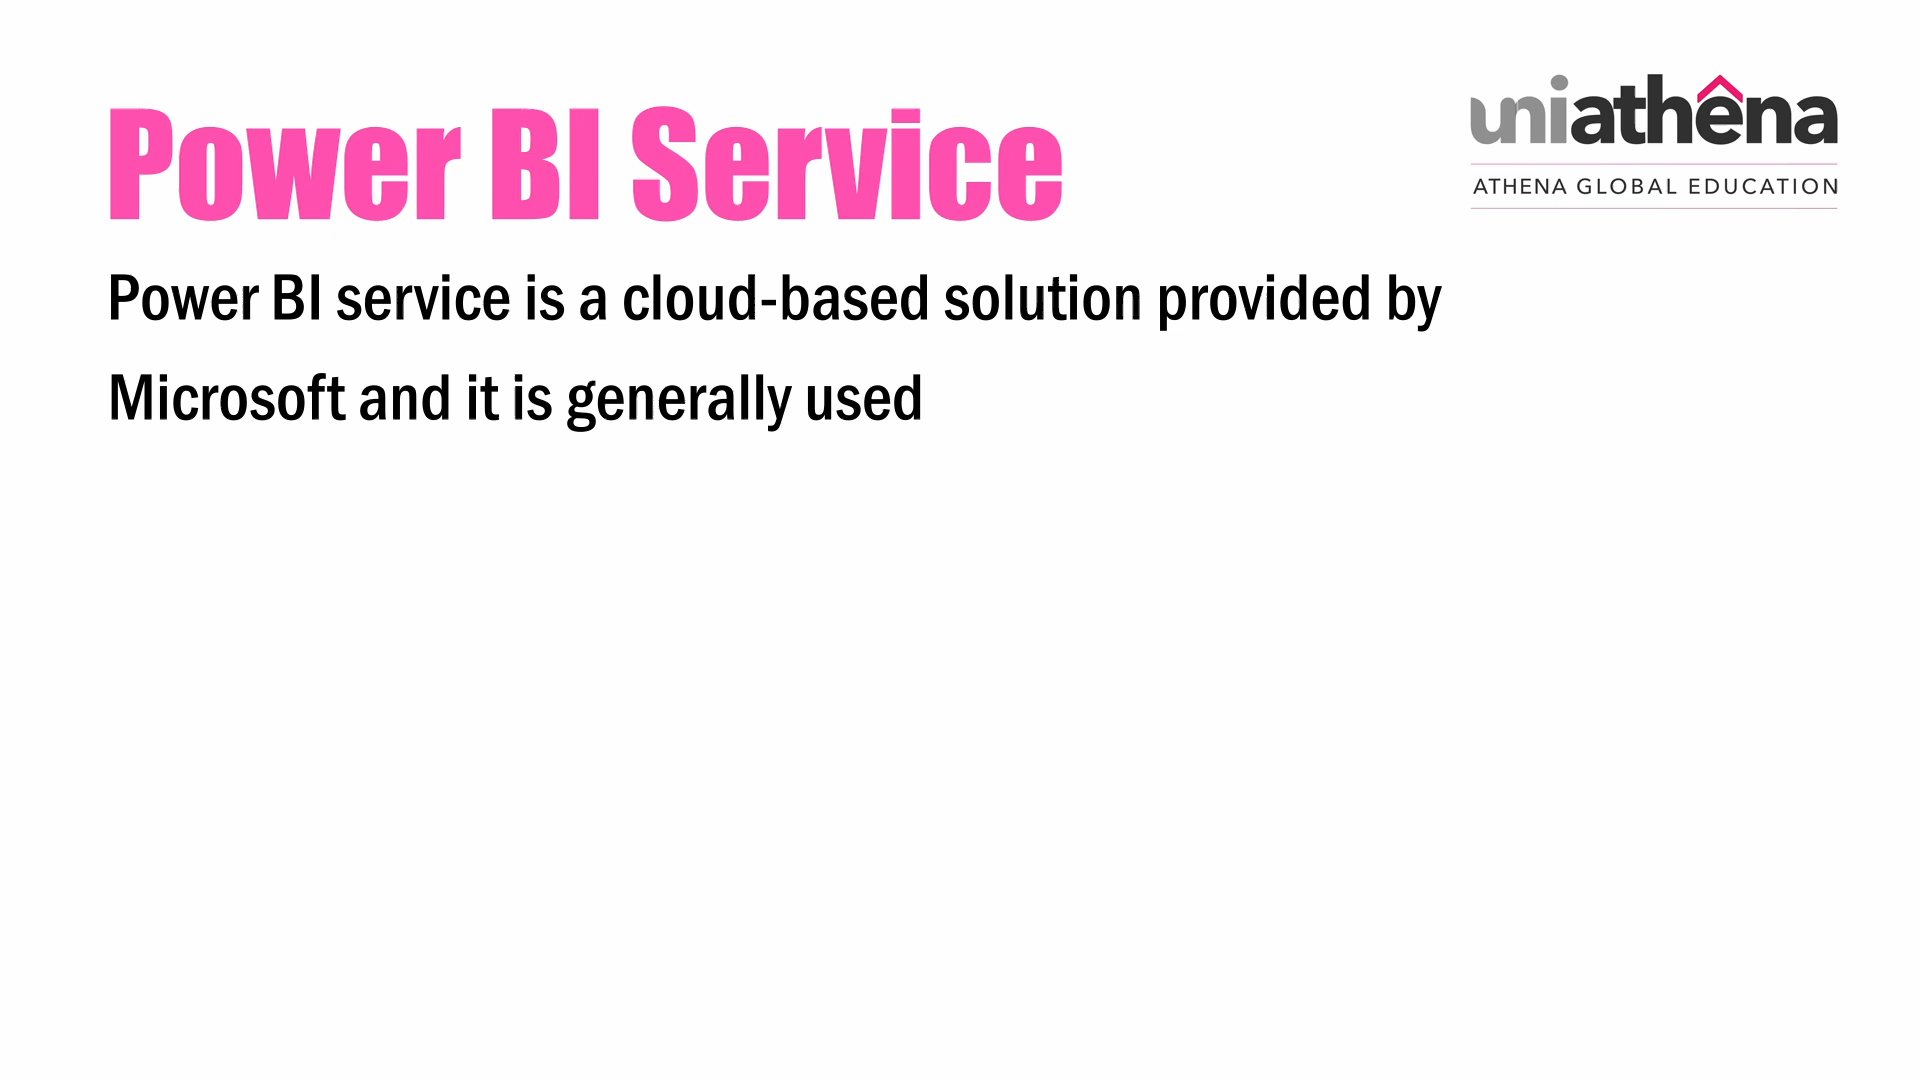 Power BI Service
uniathena
ATHENA GLOBAL EDUCATION
Power BI service is a cloud-based solution provided by
Microsoft and it is generally used